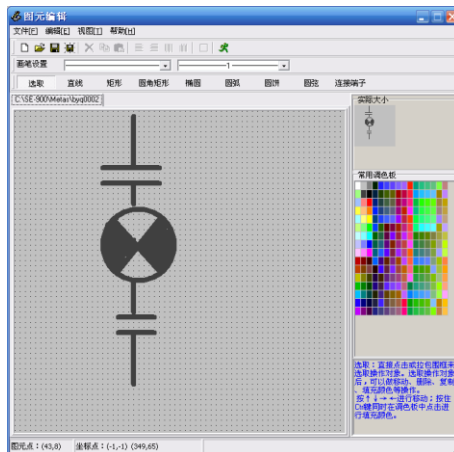 图元编辑
文件[F] 编辑[E] 视图[T] 帮助[H]
画笔设置 1
选取 直线 矩形 圆角矩形 椭圆 圆弧 圆饼 圆弦 连接端子
C:\SE-900\Metas\byq0002
实际大小
常用调色板
选取：直接点击或拉包围框来
选取操作对象。选取操作对象
后，可以做移动、删除、复制
、填充颜色等操作。
按↑↓→←进行移动；按住
Ctrl键同时在调色板中点击进
行填充颜色。
图元点：(43,8) 坐标点：(-1,-1) (349,65)